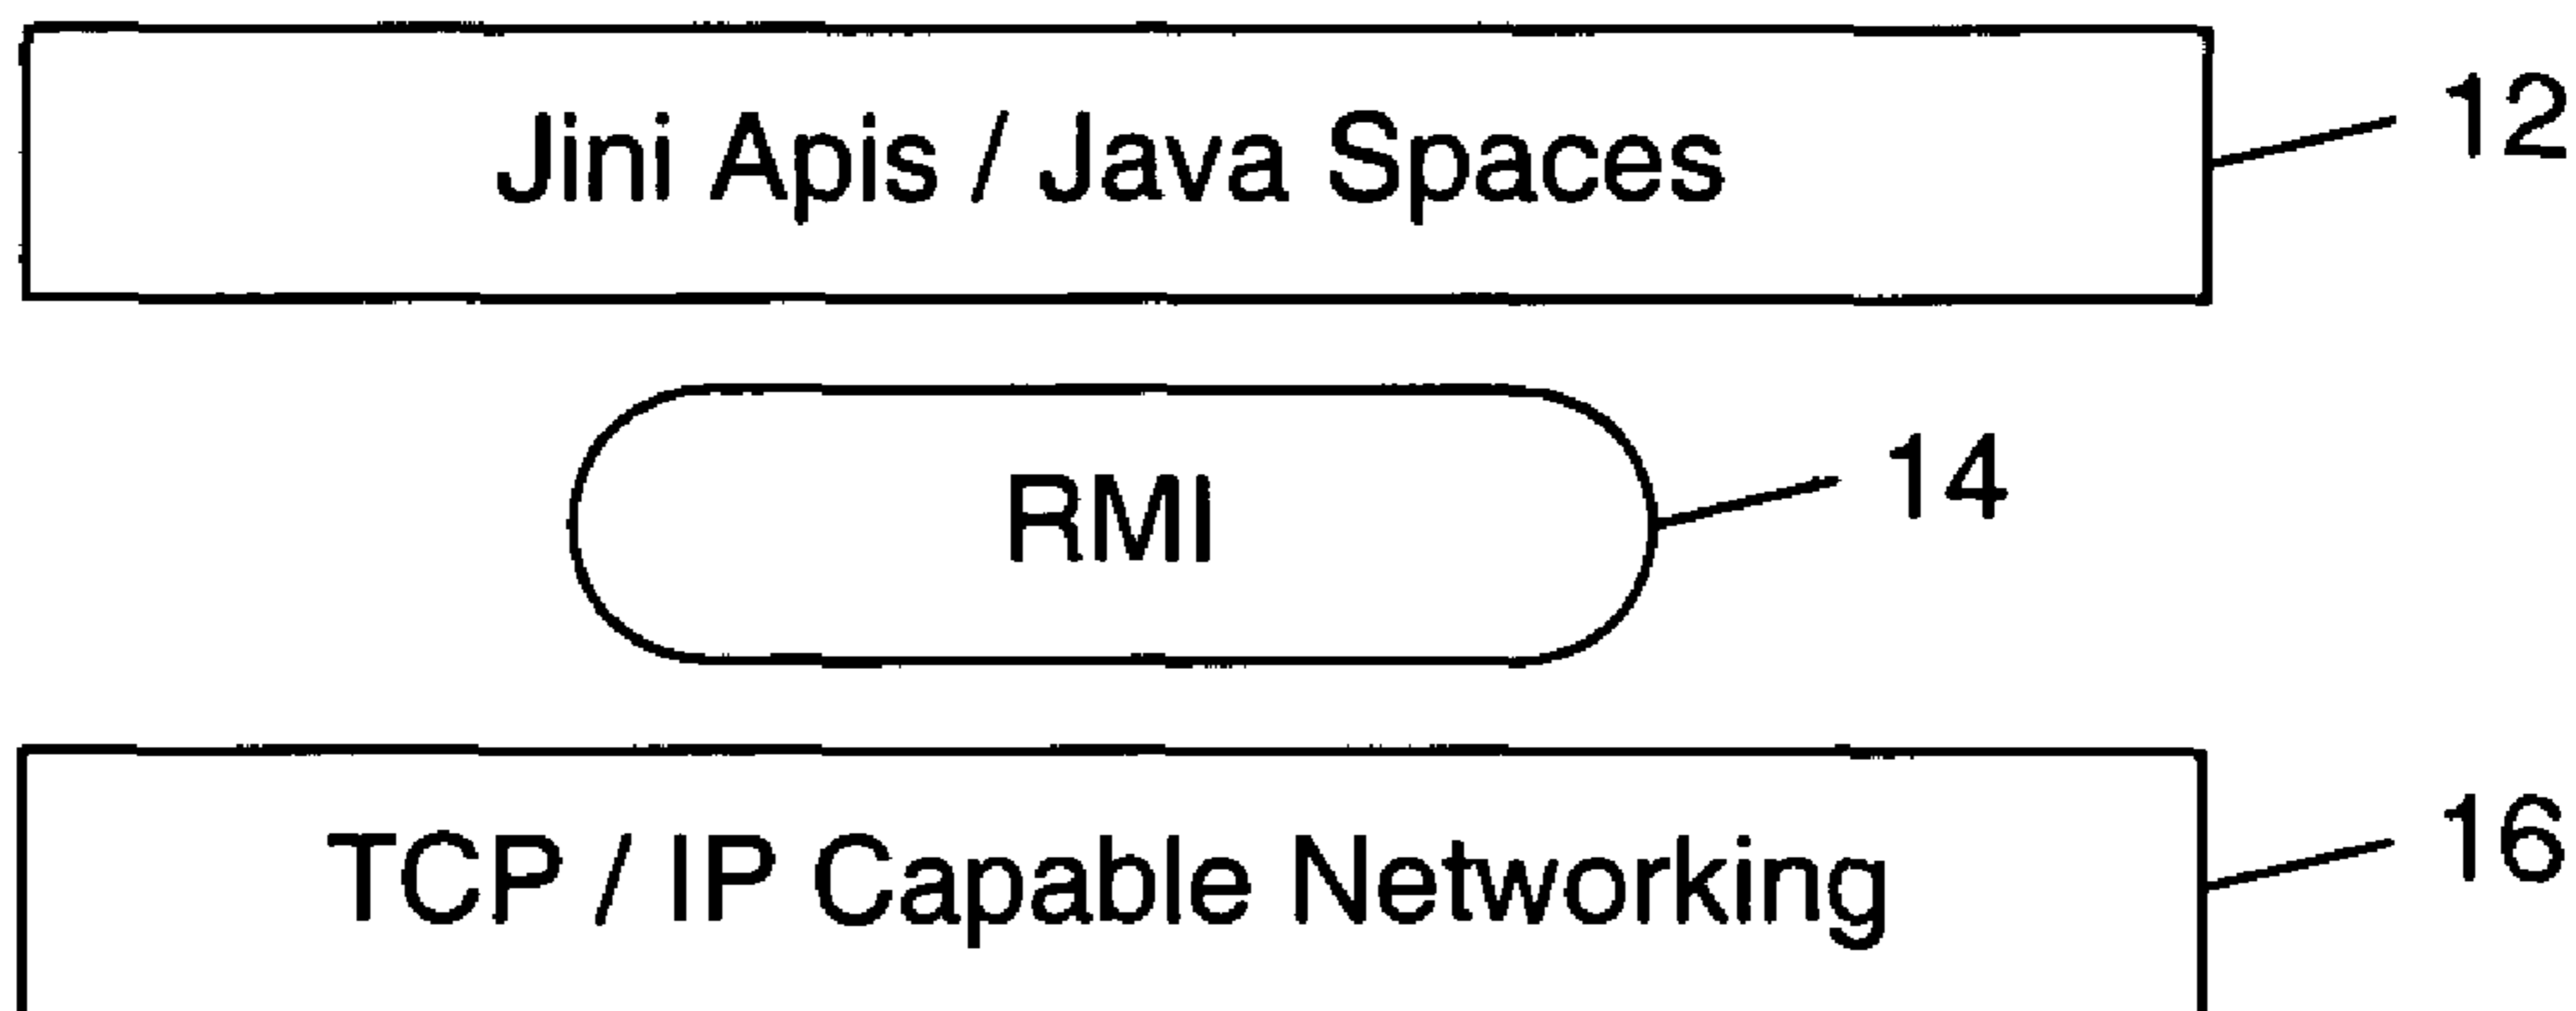 Jini Apis / Java Spaces
12
RMI
14
TCP / IP Capable Networking
16